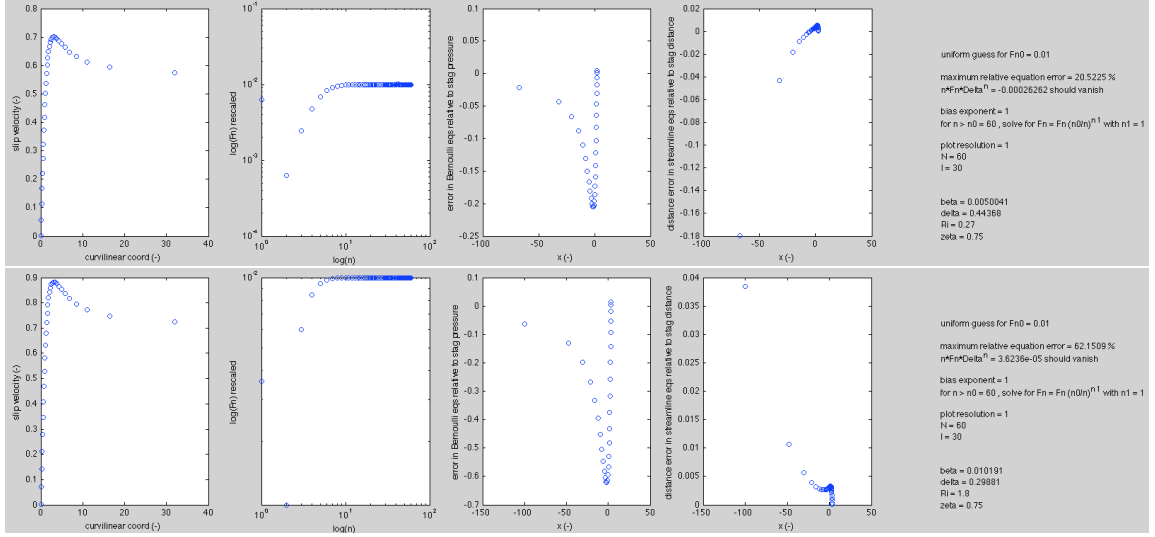 0.8
0.7
0.6
0.5
0.4
0.3
0.2
0.1
0
0 10 20 30 40
slip velocity (-)
curvilinear coord (-)
10^-1
10^-2
10^-3
10^-4
10^0 10^1 10^2
log(Fn) rescaled
log(n)
0.05
0
-0.05
-0.1
-0.15
-0.2
-0.25
-100 -50 0 50
error in Bernoulli eqs relative to stag pressure
x (-)
0.02
0
-0.02
-0.04
-0.06
-0.08
-0.1
-0.12
-0.14
-0.16
-0.18
-100 -50 0 50
distance error in streamline eqs relative to stag distance
x (-)
uniform guess for Fn0 = 0.01
maximum relative equation error = 20.5225 %
n*Fn*Delta^n = -0.00026262 should vanish
bias exponent = 1
for n > n0 = 60 , solve for Fn = Fn (n0/n)^n1 with n1 = 1
plot resolution = 1
N = 60
I = 30
beta = 0.0050041
delta = 0.44368
Ri = 0.27
zeta = 0.75
0.9
0.8
0.7
0.6
0.5
0.4
0.3
0.2
0.1
0
0 10 20 30 40
slip velocity (-)
curvilinear coord (-)
10^-2
10^0 10^1 10^2
log(Fn) rescaled
log(n)
0.1
0
-0.1
-0.2
-0.3
-0.4
-0.5
-0.6
-0.7
-150 -100 -50 0 50
error in Bernoulli eqs relative to stag pressure
x (-)
0.04
0.035
0.03
0.025
0.02
0.015
0.01
0.005
0
-150 -100 -50 0 50
distance error in streamline eqs relative to stag distance
x (-)
uniform guess for Fn0 = 0.01
maximum relative equation error = 62.1509 %
n*Fn*Delta^n = 3.6236e-05 should vanish
bias exponent = 1
for n > n0 = 60 , solve for Fn = Fn (n0/n)^n1 with n1 = 1
plot resolution = 1
N = 60
I = 30
beta = 0.010191
delta = 0.29881
Ri = 1.8
zeta = 0.75